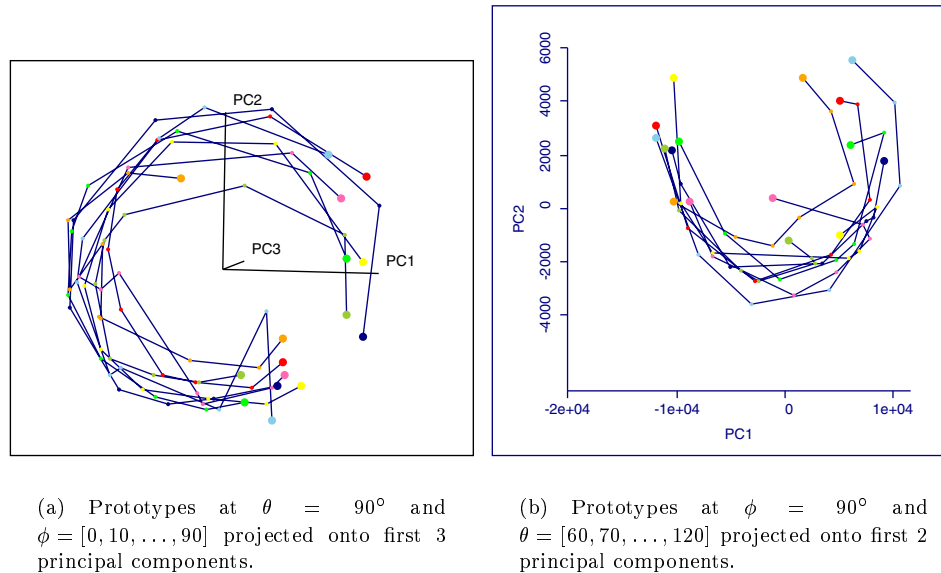 PC2
PC3
PC1
6000
4000
2000
0
-2000
-4000
PC2
-2e+04
-1e+04
0
1e+04
PC1
(a) Prototypes at θ = 90° and
ϕ = [0, 10, . . . , 90] projected onto first 3
principal components.
(b) Prototypes at ϕ = 90° and
θ = [60, 70, . . . , 120] projected onto first 2
principal components.